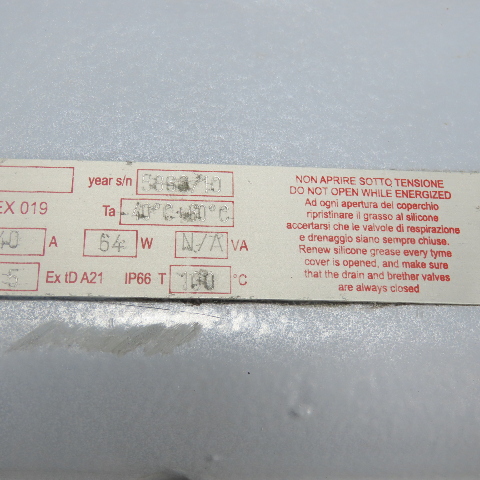 year s/n
EX 019 Ta
40 A 64 W N/A VA
5 Ex tD A21 IP66 T °C
NON APRIRE SOTTO TENSIONE
DO NOT OPEN WHILE ENERGIZED
Ad ogni apertura del coperchio
ripristinare il grasso al silicone
accertarsi che le valvole di respirazione
e drenaggio siano sempre chiuse.
Renew silicone grease every tyme
cover is opened, and make sure
that the drain and brether valves
are always closed